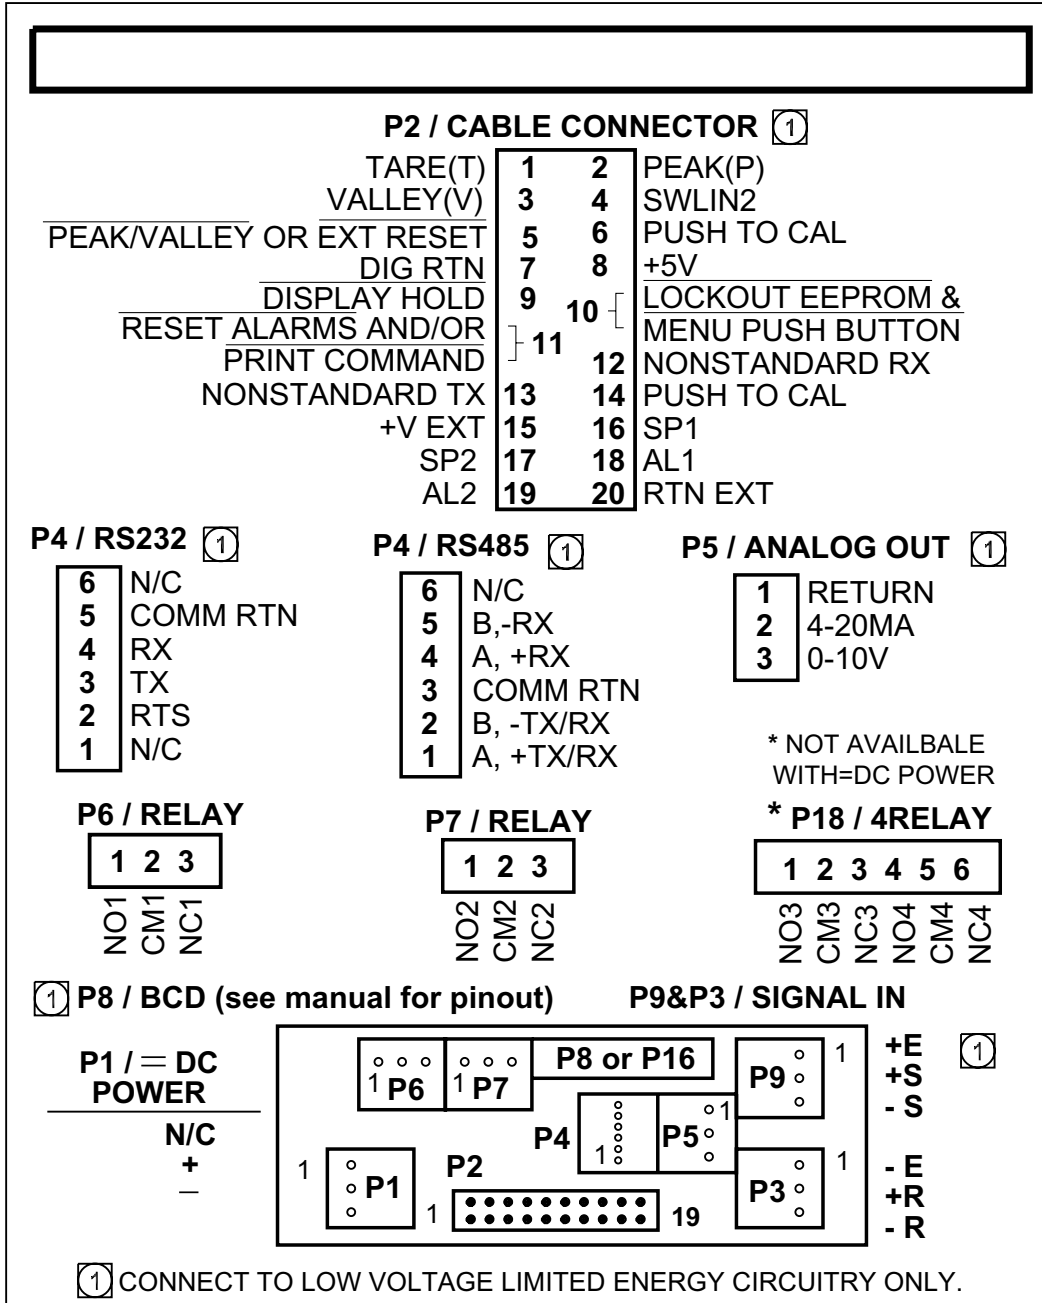 P2 / CABLE CONNECTOR 1
TARE(T) 1 2 PEAK(P)
VALLEY(V) 3 4 SWLIN2
PEAK/VALLEY OR EXT RESET 5 6 PUSH TO CAL
DIG RTN 7 8 +5V
DISPLAY HOLD 9 10 LOCKOUT EEPROM &
MENU PUSH BUTTON
RESET ALARMS AND/OR
PRINT COMMAND 11
12 NONSTANDARD RX
NONSTANDARD TX 13 14 PUSH TO CAL
+V EXT 15 16 SP1
SP2 17 18 AL1
AL2 19 20 RTN EXT
P4 / RS232 1
6 N/C
5 COMM RTN
4 RX
3 TX
2 RTS
1 N/C
P4 / RS485 1
6 N/C
5 B,-RX
4 A, +RX
3 COMM RTN
2 B, -TX/RX
1 A, +TX/RX
P5 / ANALOG OUT 1
1 RETURN
2 4-20MA
3 0-10V
* NOT AVAILBALE
WITH=DC POWER
P6 / RELAY
1 2 3
NO1 CM1 NC1
P7 / RELAY
1 2 3
NO2 CM2 NC2
* P18 / 4RELAY
1 2 3 4 5 6
NO3 CM3 NC3 NO4 CM4 NC4
1 P8 / BCD (see manual for pinout)
P9&P3 / SIGNAL IN
P1 / ⎓ DC
POWER
N/C
+
–
1 P6
1 P7
P8 or P16
P9 1
P4 1
P5 1
1 P1
P2
1 19
P3 1
+E 1
+S
- S
- E
+R
- R
1 CONNECT TO LOW VOLTAGE LIMITED ENERGY CIRCUITRY ONLY.